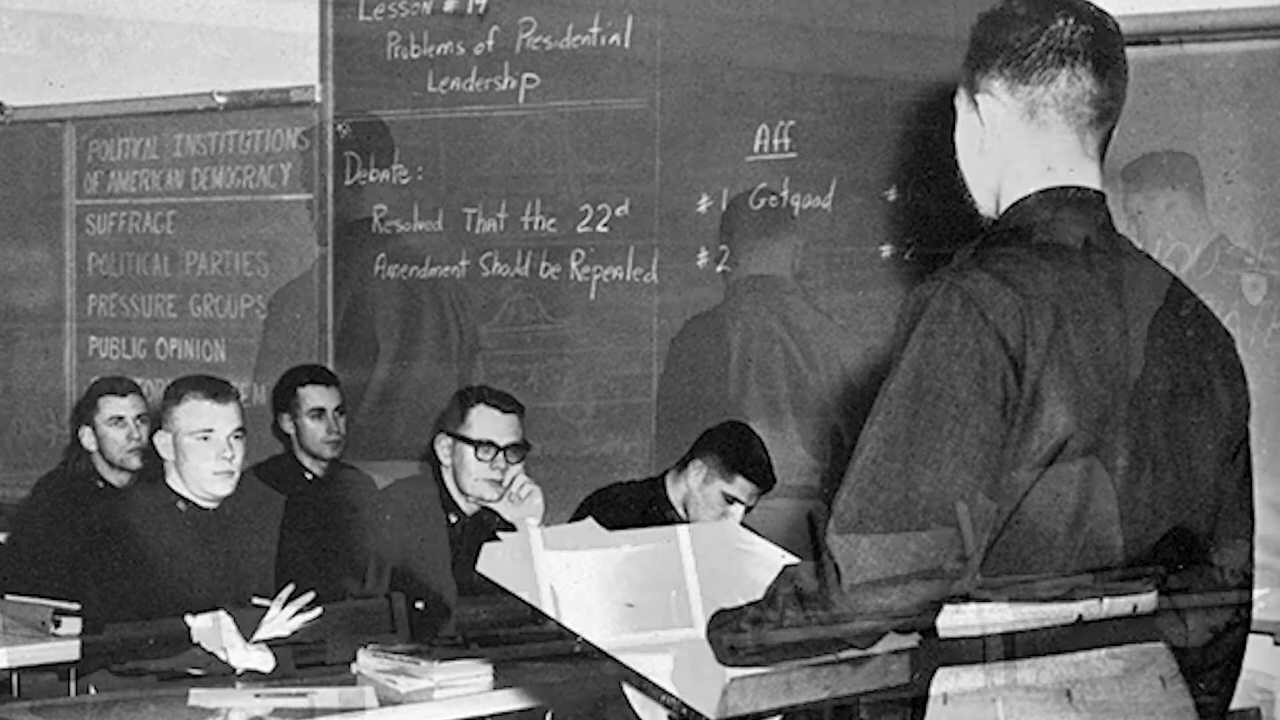 Lesson # 19
Problems of Presidential
Leadership
POLITICAL INSTITUTIONS
OF AMERICAN DEMOCRACY
SUFFRAGE
POLITICAL PARTIES
PRESSURE GROUPS
PUBLIC OPINION
Debate:
Resolved That the 22d
Amendment Should be Repealed
Aff
#1 Getgood
#2